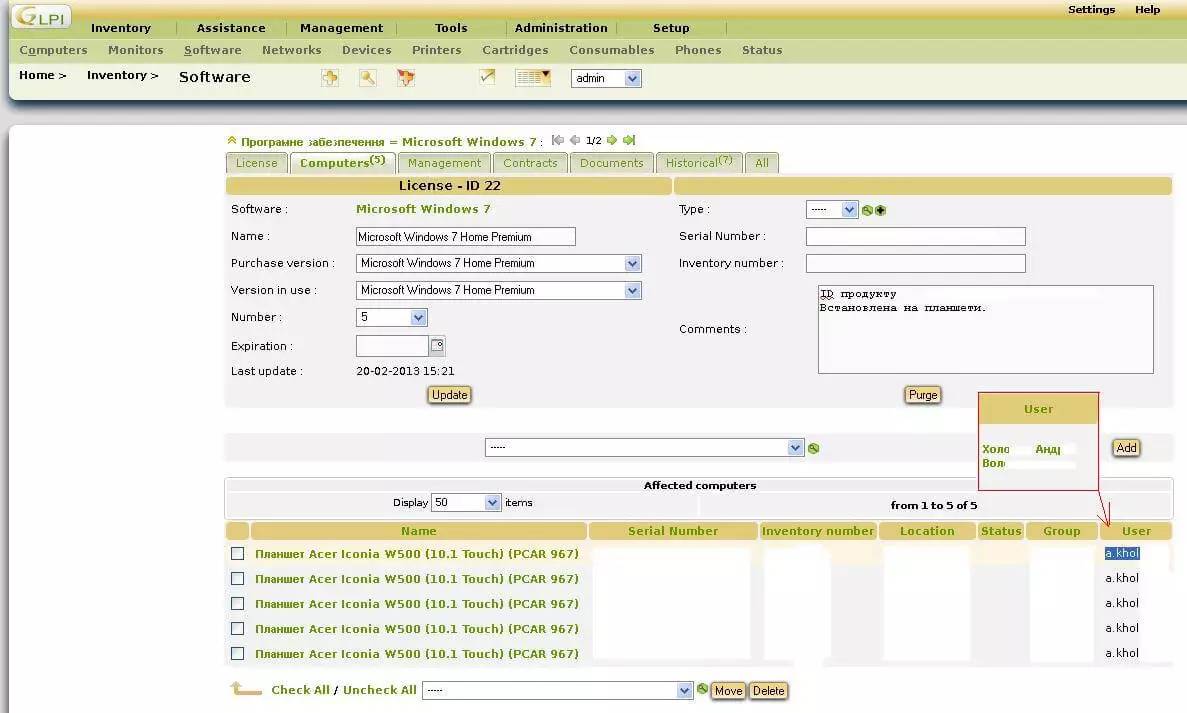 GLPI
Settings Help
Inventory Assistance Management Tools Administration Setup
Computers Monitors Software Networks Devices Printers Cartridges Consumables Phones Status
Home > Inventory > Software admin
Програмне забезпечення = Microsoft Windows 7 : 1/2
License Computers(5) Management Contracts Documents Historical(7) All
License - ID 22
Software : Microsoft Windows 7 Type : -----
Name : Microsoft Windows 7 Home Premium Serial Number :
Purchase version : Microsoft Windows 7 Home Premium Inventory number :
Version in use : Microsoft Windows 7 Home Premium ID продукту
Встановлена на планшети.
Number : 5
Comments :
Expiration :
Last update : 20-02-2013 15:21
Update Purge
User
Холо Анд
Вол
----- Add
Affected computers
Display 50 items from 1 to 5 of 5
Name Serial Number Inventory number Location Status Group User
Планшет Acer Iconia W500 (10.1 Touch) (PCAR 967) a.khol
Планшет Acer Iconia W500 (10.1 Touch) (PCAR 967) a.khol
Планшет Acer Iconia W500 (10.1 Touch) (PCAR 967) a.khol
Планшет Acer Iconia W500 (10.1 Touch) (PCAR 967) a.khol
Планшет Acer Iconia W500 (10.1 Touch) (PCAR 967) a.khol
Check All / Uncheck All ----- Move Delete